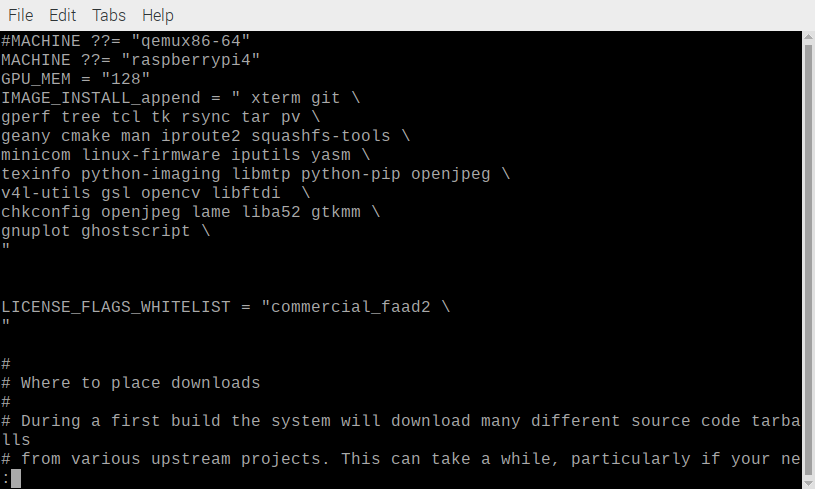 File Edit Tabs Help
#MACHINE ??= "qemux86-64"
MACHINE ??= "raspberrypi4"
GPU_MEM = "128"
IMAGE_INSTALL_append = " xterm git \
gperf tree tcl tk rsync tar pv \
geany cmake man iproute2 squashfs-tools \
minicom linux-firmware iputils yasm \
texinfo python-imaging libmtp python-pip openjpeg \
v4l-utils gsl opencv libftdi  \
chkconfig openjpeg lame liba52 gtkmm \
gnuplot ghostscript \
"
LICENSE_FLAGS_WHITELIST = "commercial_faad2 \
"
#
# Where to place downloads
#
# During a first build the system will download many different source code tarba
lls
# from various upstream projects. This can take a while, particularly if your ne
: